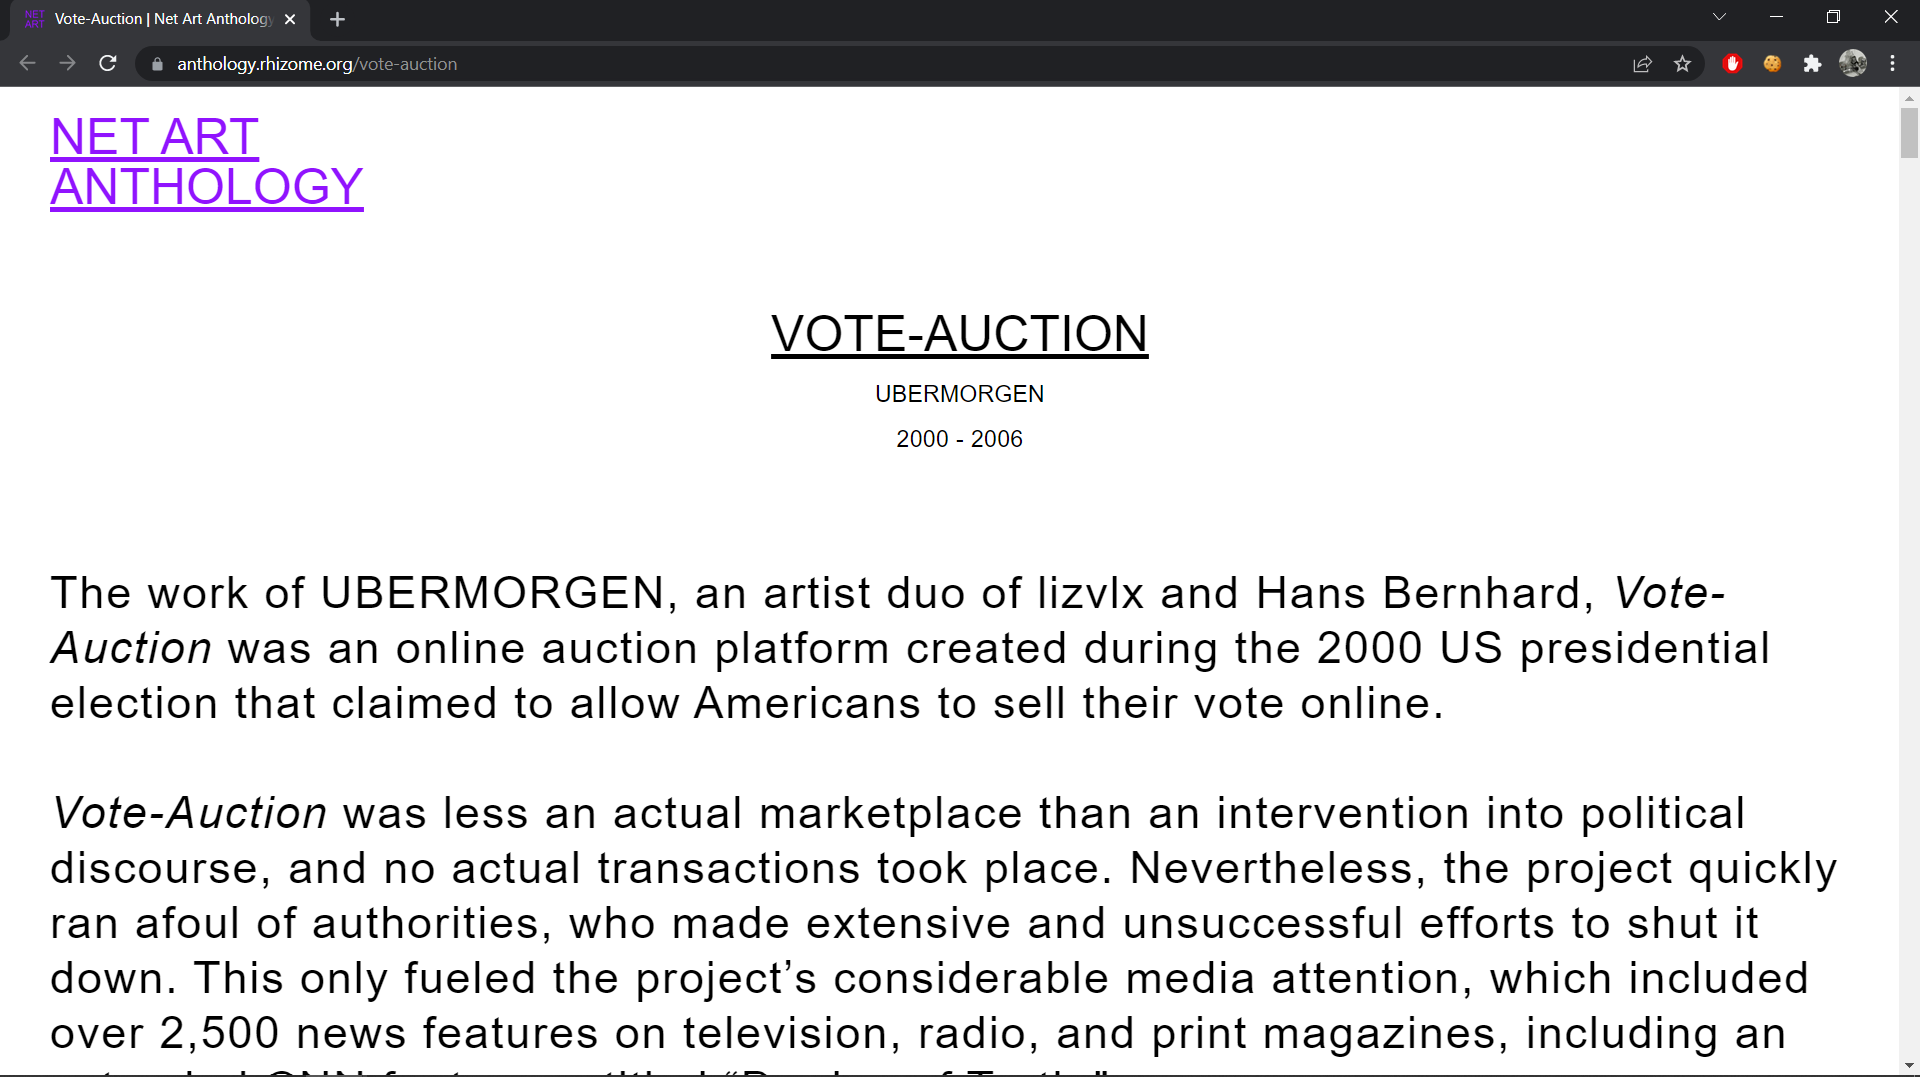 NET ART
Vote-Auction | Net Art Anthology
anthology.rhizome.org/vote-auction
NET ART
ANTHOLOGY
VOTE-AUCTION
UBERMORGEN
2000 - 2006
The work of UBERMORGEN, an artist duo of lizvlx and Hans Bernhard, Vote-
Auction was an online auction platform created during the 2000 US presidential
election that claimed to allow Americans to sell their vote online.
Vote-Auction was less an actual marketplace than an intervention into political
discourse, and no actual transactions took place. Nevertheless, the project quickly
ran afoul of authorities, who made extensive and unsuccessful efforts to shut it
down. This only fueled the project’s considerable media attention, which included
over 2,500 news features on television, radio, and print magazines, including an